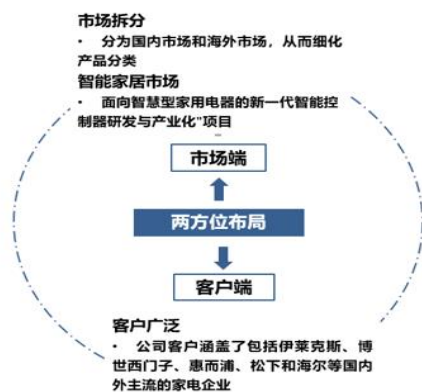 市场拆分
• 分为国内市场和海外市场，从而细化
产品分类
智能家居市场
• 面向智慧型家用电器的新一代智能控
制器研发与产业化"项目
市场端
两方位布局
客户端
客户广泛
• 公司客户涵盖了包括伊莱克斯、博
世西门子、惠而浦、松下和海尔等国内
外主流的家电企业